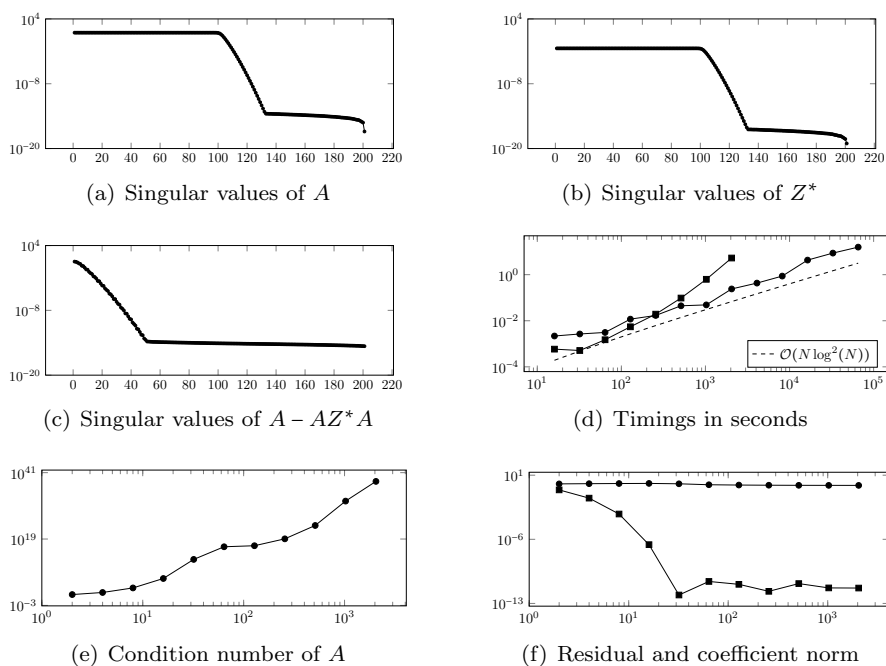 10^4
10^−8
10^−20
0 20 40 60 80 100 120 140 160 180 200 220
(a) Singular values of A
10^4
10^−8
10^−20
0 20 40 60 80 100 120 140 160 180 200 220
(b) Singular values of Z*
10^4
10^−8
10^−20
0 20 40 60 80 100 120 140 160 180 200 220
(c) Singular values of A – AZ*A
10^0
10^−2
10^−4
10^1 10^2 10^3 10^4 10^5
O(N log^2(N))
(d) Timings in seconds
10^41
10^19
10^−3
10^0 10^1 10^2 10^3
(e) Condition number of A
10^1
10^−6
10^−13
10^0 10^1 10^2 10^3
(f) Residual and coefficient norm